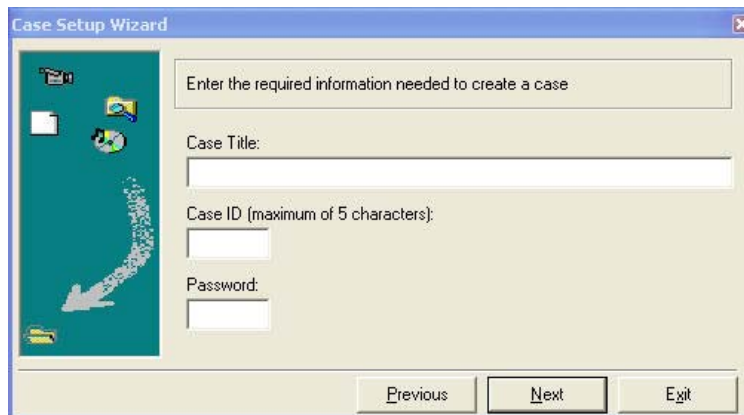 Case Setup Wizard
Enter the required information needed to create a case
Case Title:
Case ID (maximum of 5 characters):
Password:
Previous Next Exit